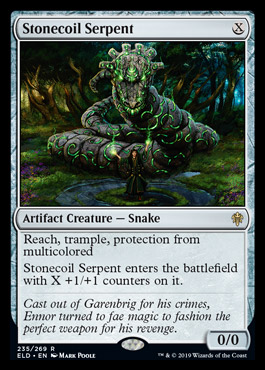 Stonecoil Serpent X
Artifact Creature — Snake
Reach, trample, protection from
multicolored
Stonecoil Serpent enters the battlefield
with X +1/+1 counters on it.
Cast out of Garenbrig for his crimes,
Ennor turned to fae magic to fashion the
perfect weapon for his revenge.
0/0
235/269 R
ELD • EN MARK POOLE
™ & © 2019 Wizards of the Coast